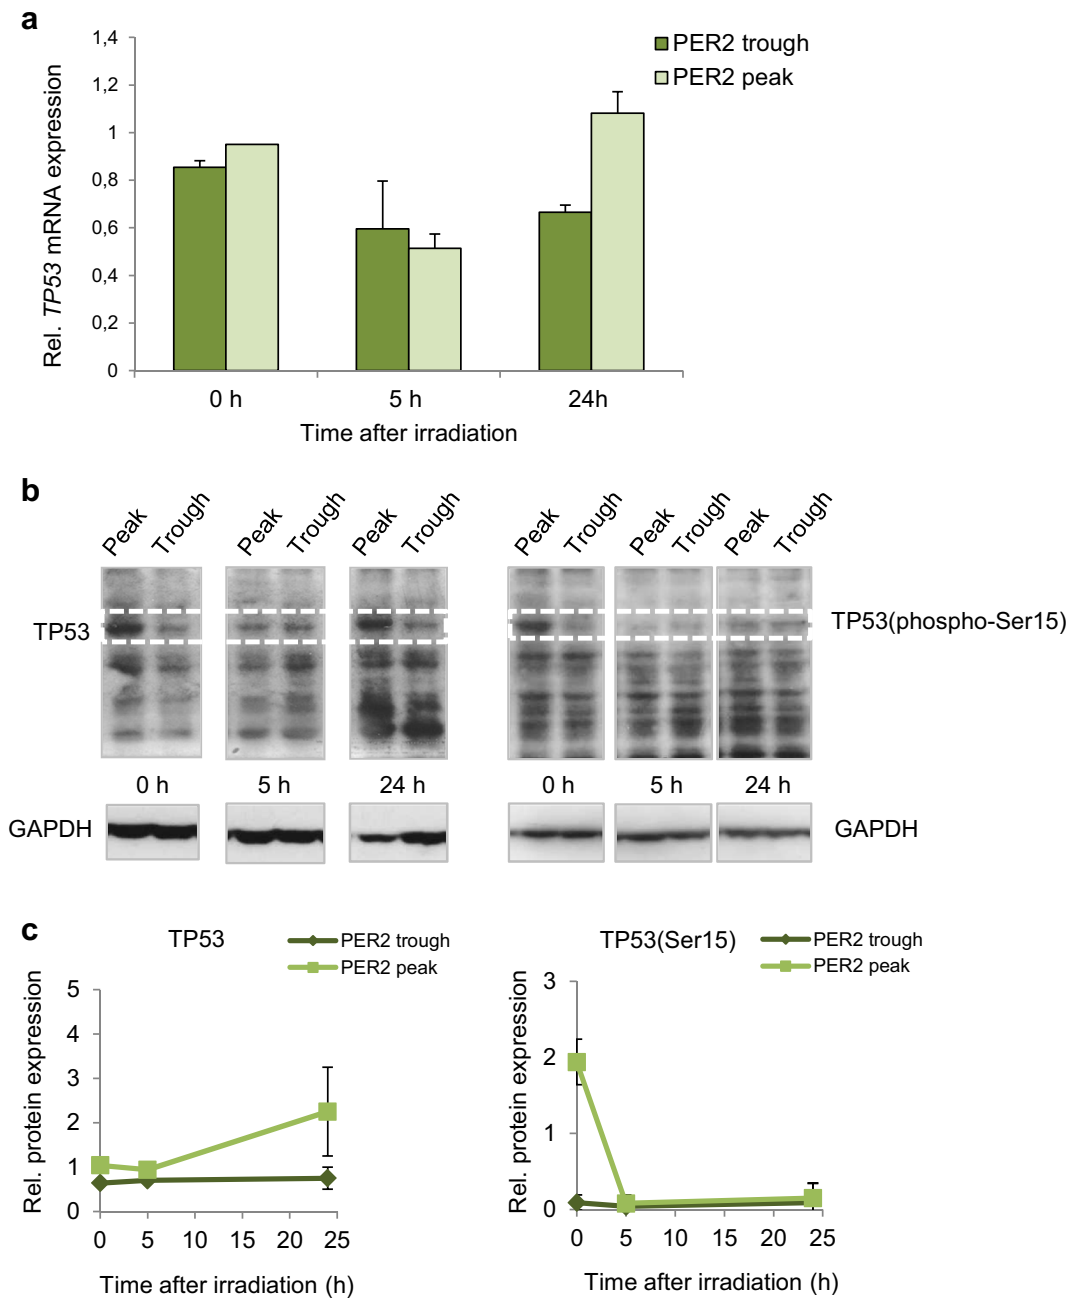 a
1,4
1,2
1
0,8
0,6
0,4
0,2
0
Rel. TP53 mRNA expression
PER2 trough
PER2 peak
0 h 5 h 24h
Time after irradiation
b
Peak Trough Peak Trough Peak Trough Peak Trough Peak Trough Peak Trough
TP53
TP53(phospho-Ser15)
0 h 5 h 24 h 0 h 5 h 24 h
GAPDH
GAPDH
c
TP53
PER2 trough
PER2 peak
Rel. protein expression
5
4
3
2
1
0
0 5 10 15 20 25
Time after irradiation (h)
TP53(Ser15)
PER2 trough
PER2 peak
Rel. protein expression
3
2
1
0
0 5 10 15 20 25
Time after irradiation (h)